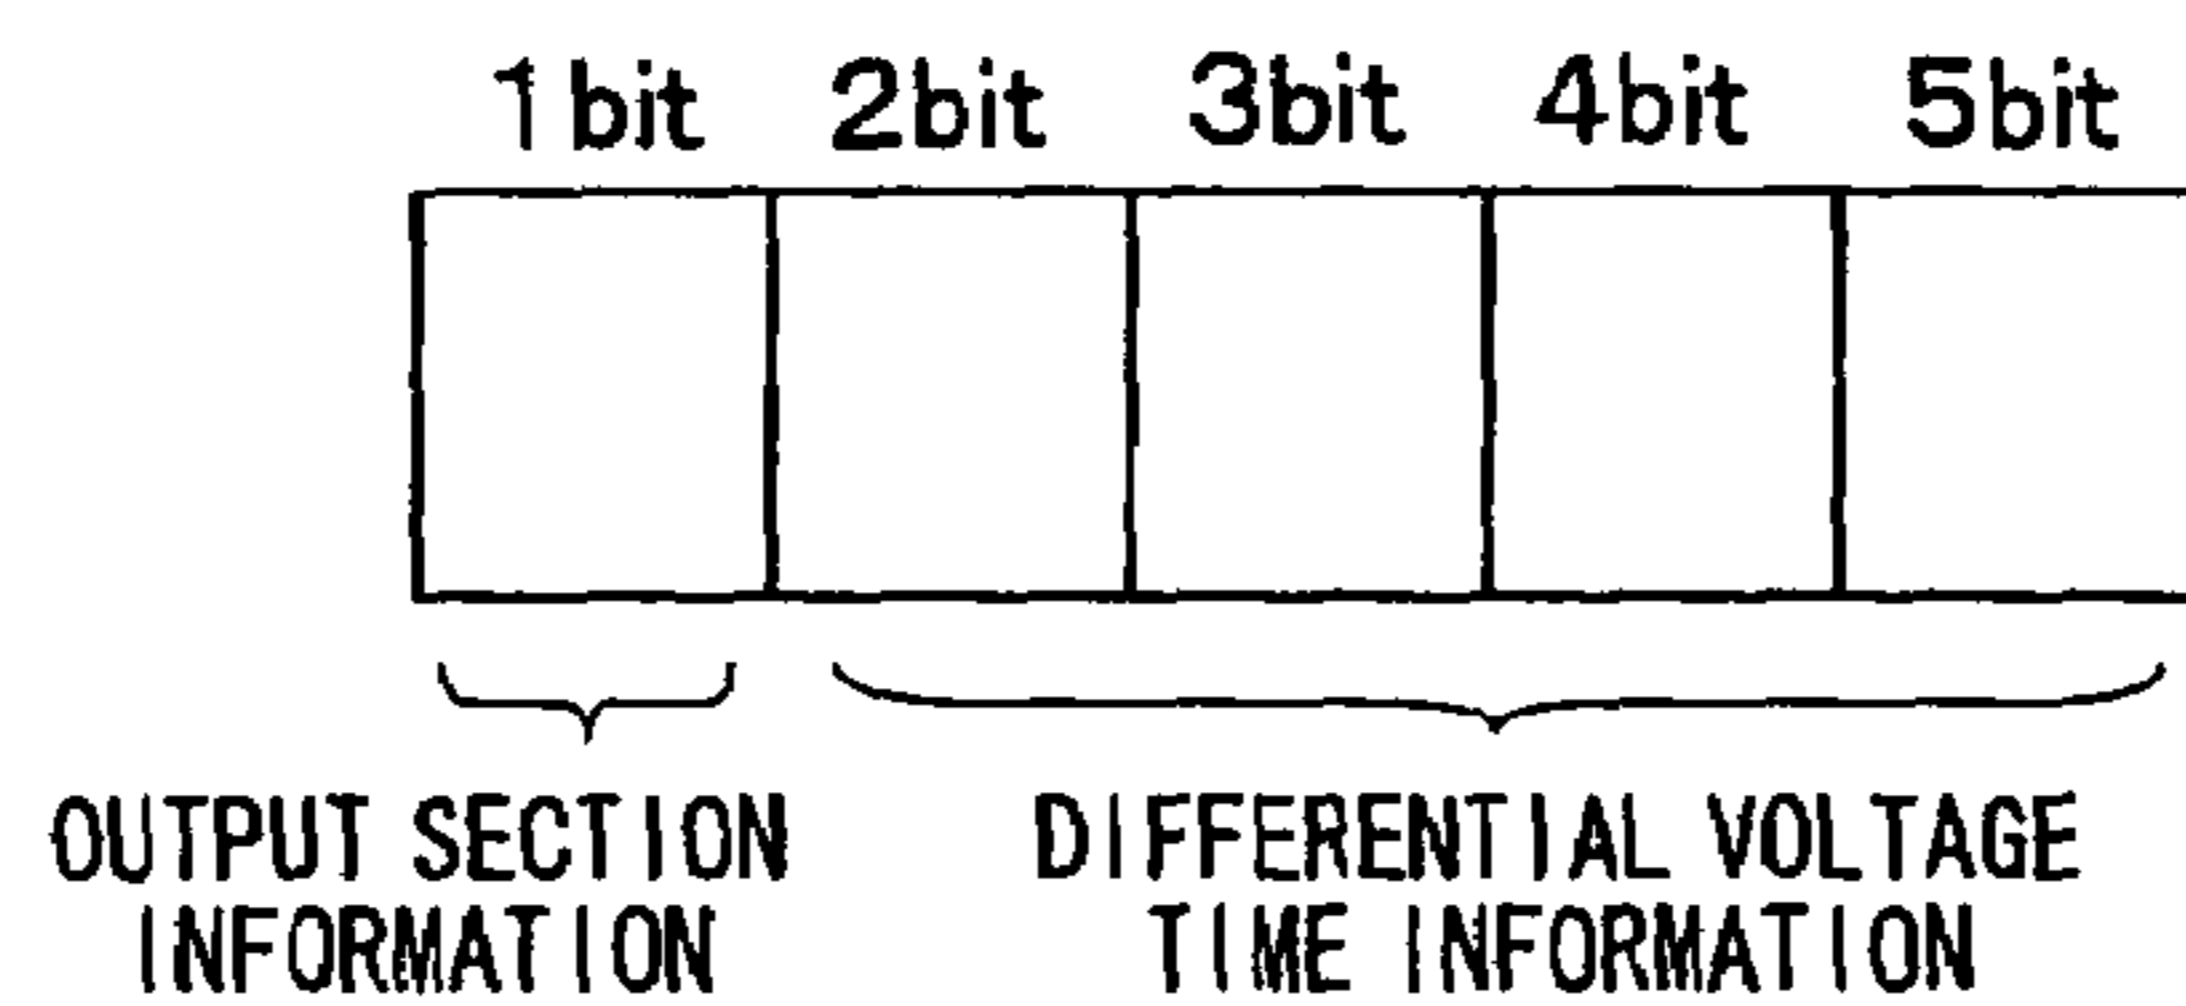 1bit 2bit 3bit 4bit 5bit
OUTPUT SECTION
INFORMATION
DIFFERENTIAL VOLTAGE
TIME INFORMATION